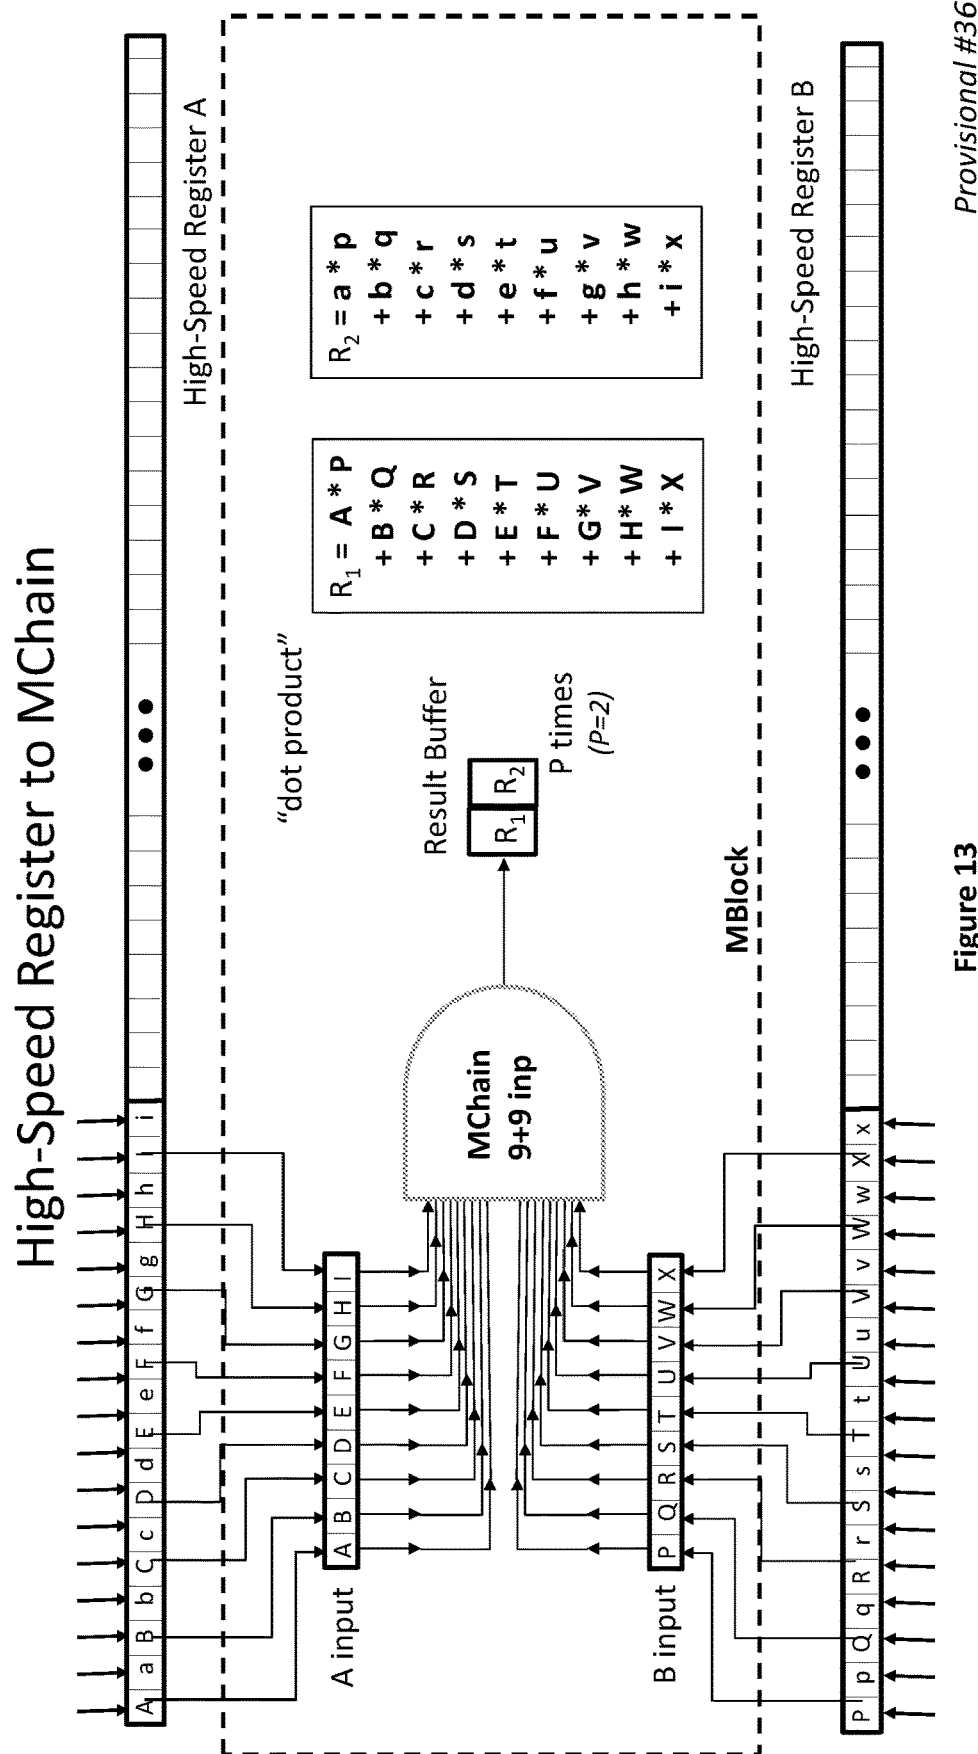 High-Speed Register to MChain
A a B b C c D d E e F f G g H h I i
High-Speed Register A
"dot product"
A input
A B C D E F G H I
MChain
9+9 inp
Result Buffer
R₁ R₂
P times
(P=2)
R₁ = A * P
+ B * Q
+ C * R
+ D * S
+ E * T
+ F * U
+ G * V
+ H * W
+ I * X
R₂ = a * p
+ b * q
+ c * r
+ d * s
+ e * t
+ f * u
+ g * v
+ h * w
+ i * x
B input
P Q R S T U V W X
MBlock
High-Speed Register B
P p Q q R r S s T t U u V v W w X x
Figure 13
Provisional #36